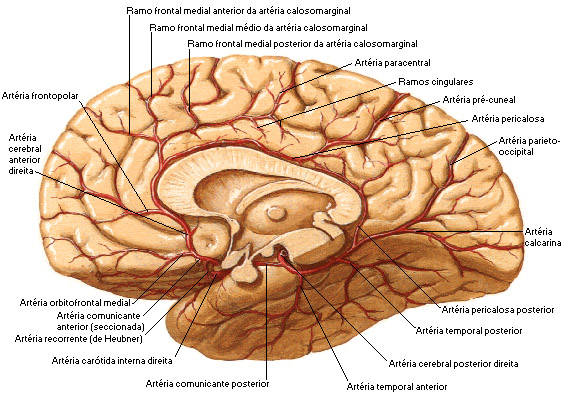 Ramo frontal medial anterior da artéria calosomarginal
Ramo frontal medial médio da artéria calosomarginal
Ramo frontal medial posterior da artéria calosomarginal
Artéria paracentral
Ramos cingulares
Artéria frontopolar
Artéria pré-cuneal
Artéria pericalosa
Artéria
cerebral
anterior
direita
Artéria parieto-
occipital
Artéria
calcarina
Artéria orbitofrontal medial
Artéria comunicante
anterior (seccionada)
Artéria recorrente (de Heubner)
Artéria pericalosa posterior
Artéria temporal posterior
Artéria carótida interna direita
Artéria cerebral posterior direita
Artéria comunicante posterior
Artéria temporal anterior